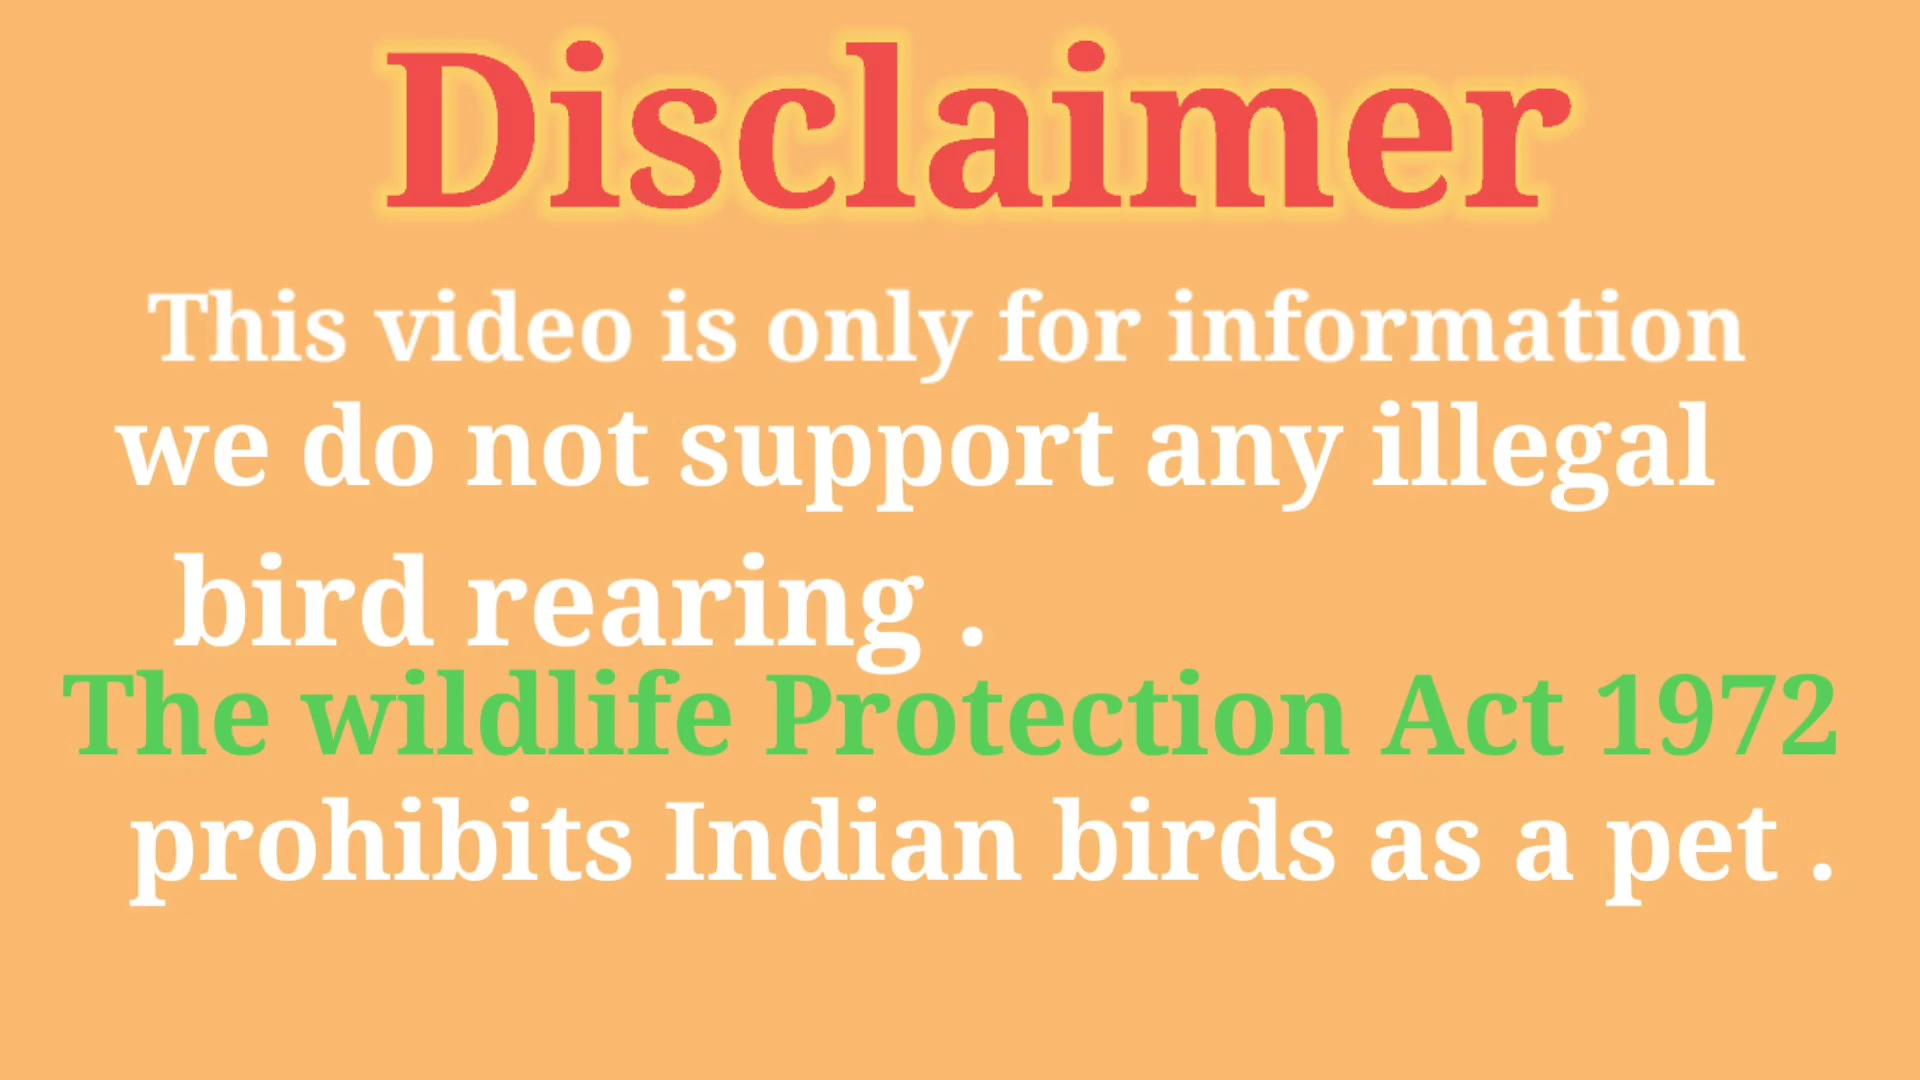 Disclaimer
This video is only for information
we do not support any illegal
bird rearing .
The wildlife Protection Act 1972
prohibits Indian birds as a pet .